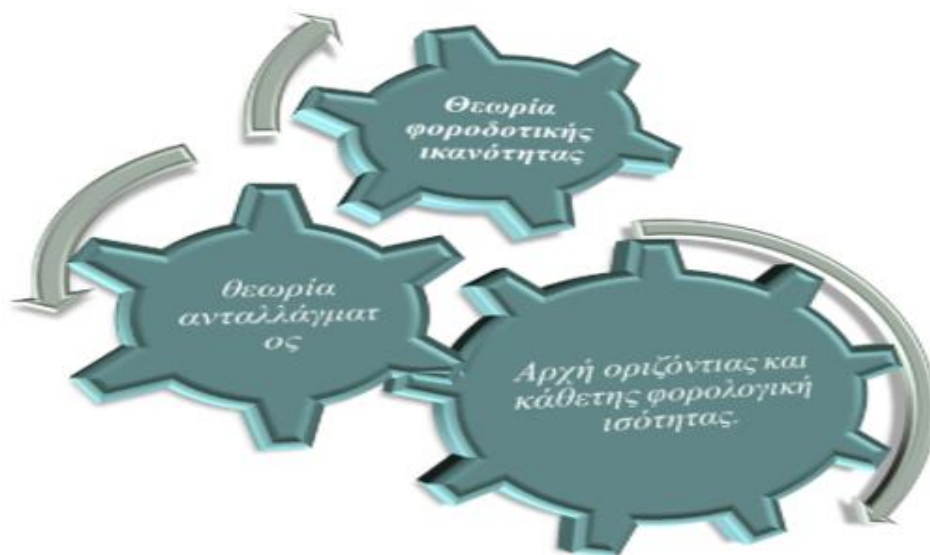 Θεωρία
φοροδοτικής
ικανότητας
θεωρία
ανταλλάγματ
ος
Αρχή οριζόντιας και
κάθετης φορολογική
ισότητας.